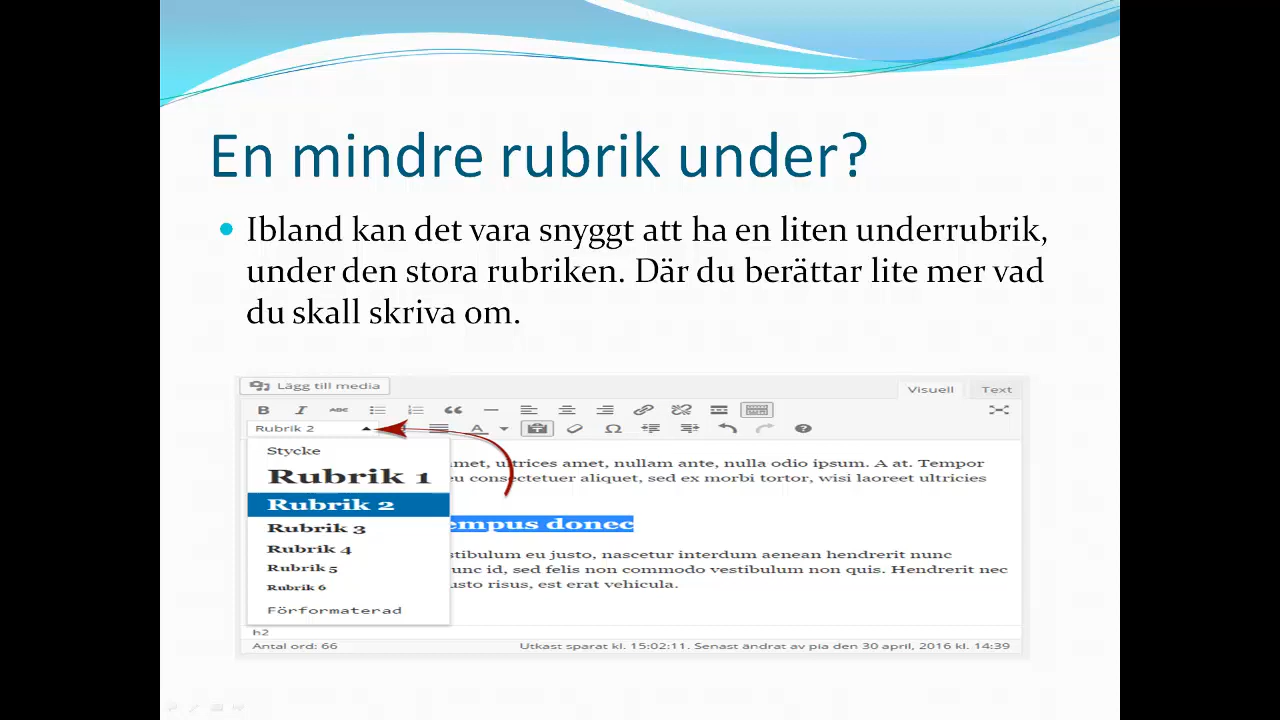 En mindre rubrik under?
Ibland kan det vara snyggt att ha en liten underrubrik,
under den stora rubriken. Där du berättar lite mer vad
du skall skriva om.
Lägg till media
Visuell Text
B I ABC
Rubrik 2
Stycke
Rubrik 1
Rubrik 2
Rubrik 3
Rubrik 4
Rubrik 5
Rubrik 6
Förformaterad
amet, ultrices amet, nullam ante, nulla odio ipsum. A at. Tempor
eu consectetuer aliquet, sed ex morbi tortor, wisi laoreet ultricies
empus donec
stibulum eu justo, nascetur interdum aenean hendrerit nunc
unc id, sed felis non commodo vestibulum non quis. Hendrerit nec
usto risus, est erat vehicula.
h2
Antal ord: 66 Utkast sparat kl. 15:02:11. Senast ändrat av pia den 30 april, 2016 kl. 14:39